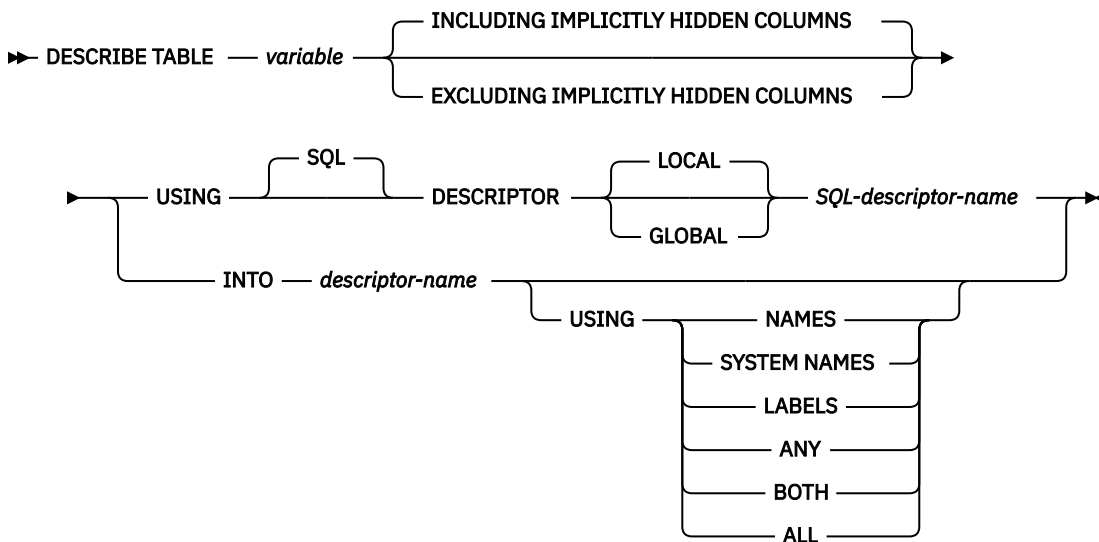 INCLUDING IMPLICITLY HIDDEN COLUMNS
DESCRIBE TABLE variable
EXCLUDING IMPLICITLY HIDDEN COLUMNS
SQL LOCAL
USING DESCRIPTOR SQL-descriptor-name
GLOBAL
INTO descriptor-name
USING NAMES
SYSTEM NAMES
LABELS
ANY
BOTH
ALL